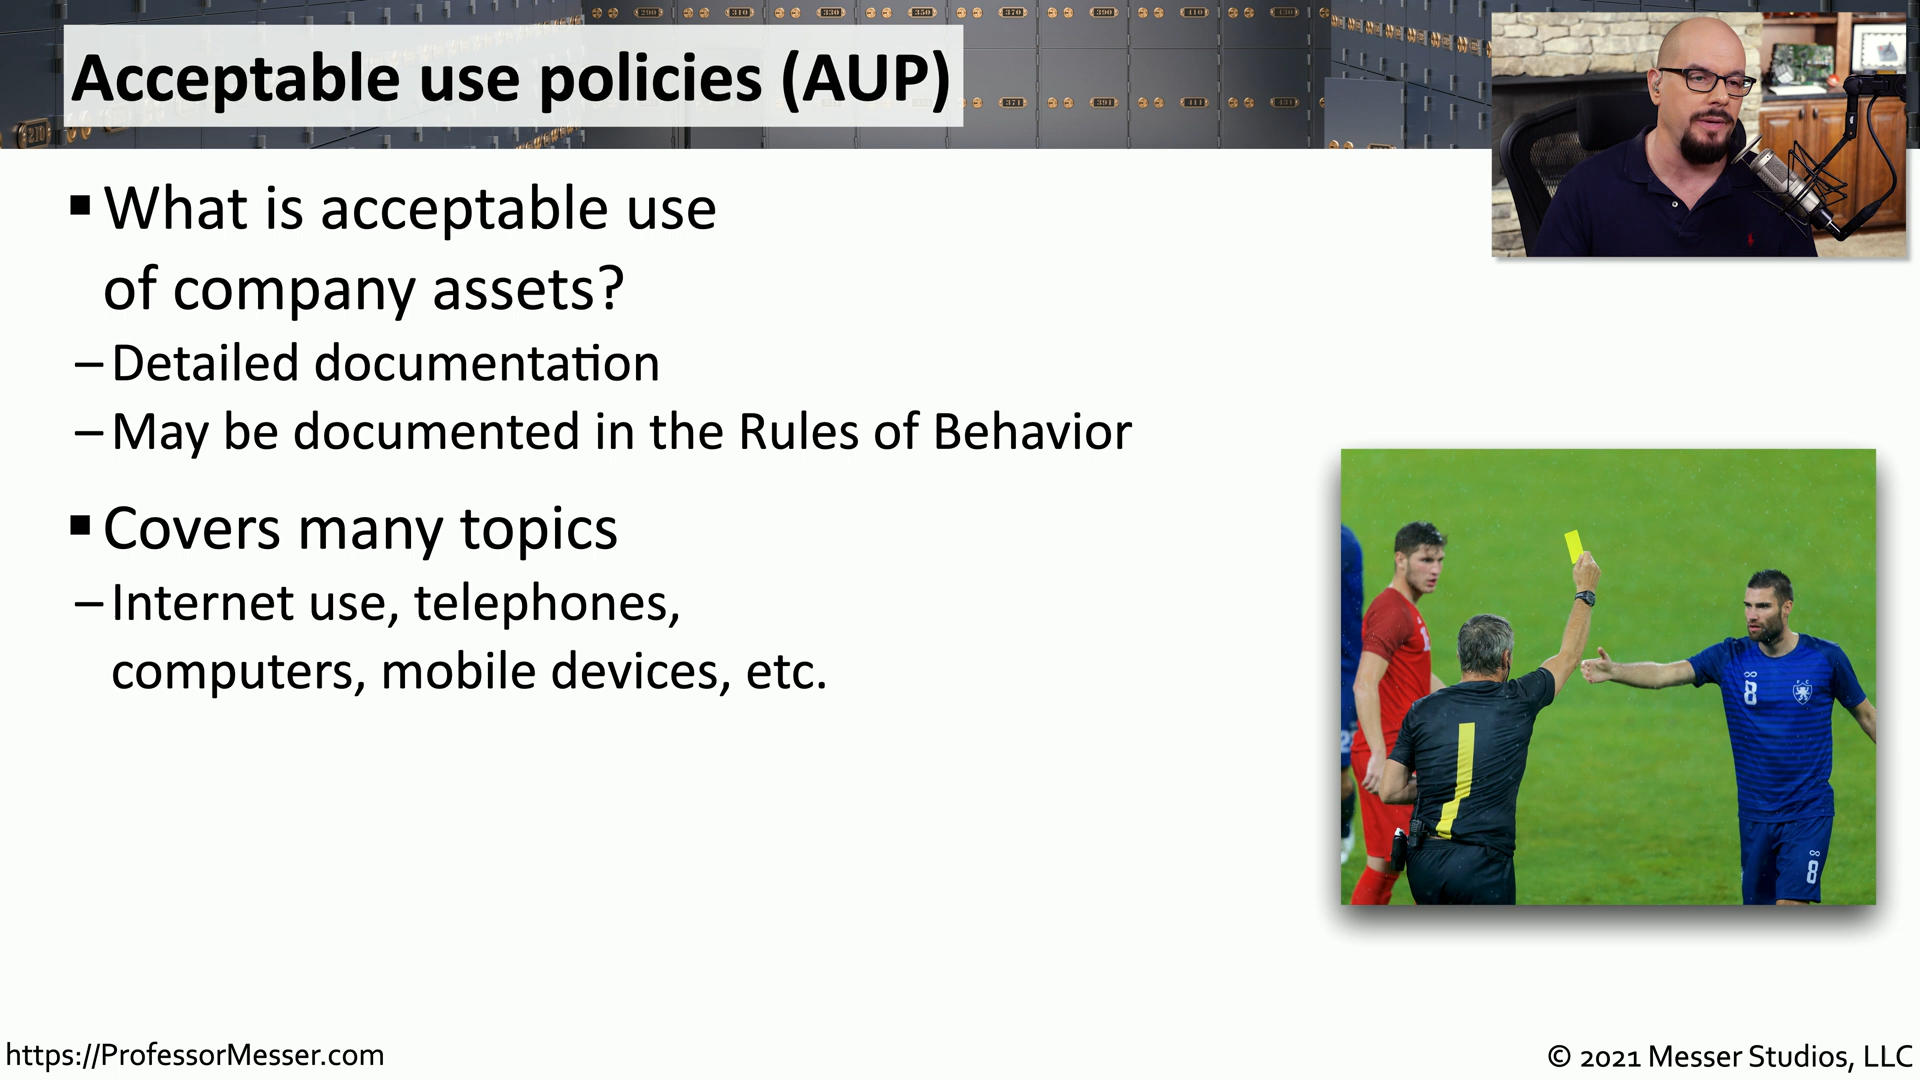 Acceptable use policies (AUP)
▪ What is acceptable use
of company assets?
– Detailed documentation
– May be documented in the Rules of Behavior
▪ Covers many topics
– Internet use, telephones,
computers, mobile devices, etc.
8
8
https://ProfessorMesser.com
© 2021 Messer Studios, LLC